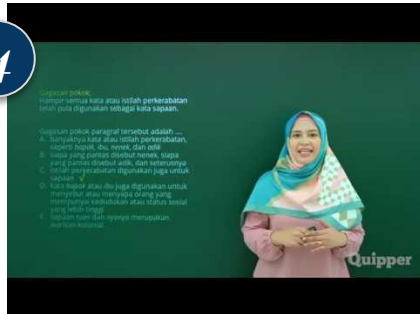 4
Gagasan pokok:
Hampir semua kata atau istilah perkerabatan
telah pula digunakan sebagai kata sapaan.
Gagasan pokok paragraf tersebut adalah ....
A. banyaknya kata atau istilah perkerabatan,
seperti bapak, ibu, nenek, dan adik
B. siapa yang pantas disebut nenek, siapa
yang pantas disebut adik, dan seterusnya
C. istilah perkerabatan digunakan juga untuk
sapaan √
D. kata bapak atau ibu juga digunakan untuk
menyebut atau menyapa orang yang
mempunyai kedudukan atau status sosial
yang lebih tinggi
E. sapaan tuan dan nyonya merupakan
warisan kolonial
Quipper